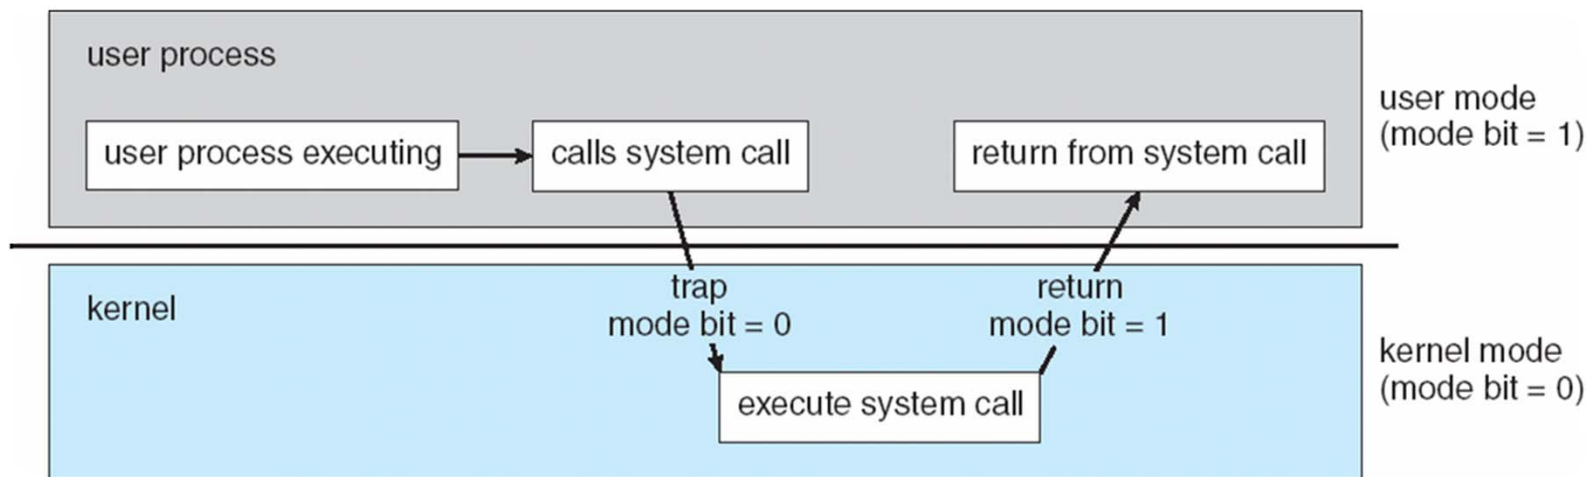 user process
user process executing
calls system call
return from system call
user mode
(mode bit = 1)
kernel
trap
mode bit = 0
return
mode bit = 1
execute system call
kernel mode
(mode bit = 0)